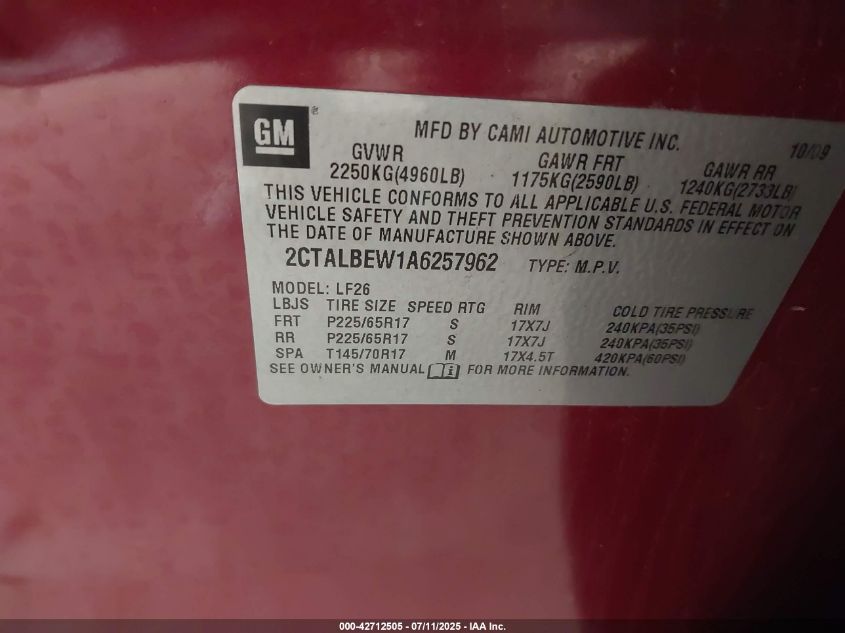 GM ®
MFD BY CAMI AUTOMOTIVE INC. 10/09
GVWR GAWR FRT GAWR RR
2250KG(4960LB) 1175KG(2590LB) 1240KG(2733LB)
THIS VEHICLE CONFORMS TO ALL APPLICABLE U.S. FEDERAL MOTOR
VEHICLE SAFETY AND THEFT PREVENTION STANDARDS IN EFFECT ON
THE DATE OF MANUFACTURE SHOWN ABOVE.
2CTALBEW1A6257962 TYPE: M.P.V.
MODEL: LF26
LBJS TIRE SIZE SPEED RTG RIM COLD TIRE PRESSURE
FRT P225/65R17 S 17X7J 240KPA(35PSI)
RR P225/65R17 S 17X7J 240KPA(35PSI)
SPA T145/70R17 M 17X4.5T 420KPA(60PSI)
SEE OWNER'S MANUAL FOR MORE INFORMATION.
000-42712505 - 07/11/2025 - IAA Inc.